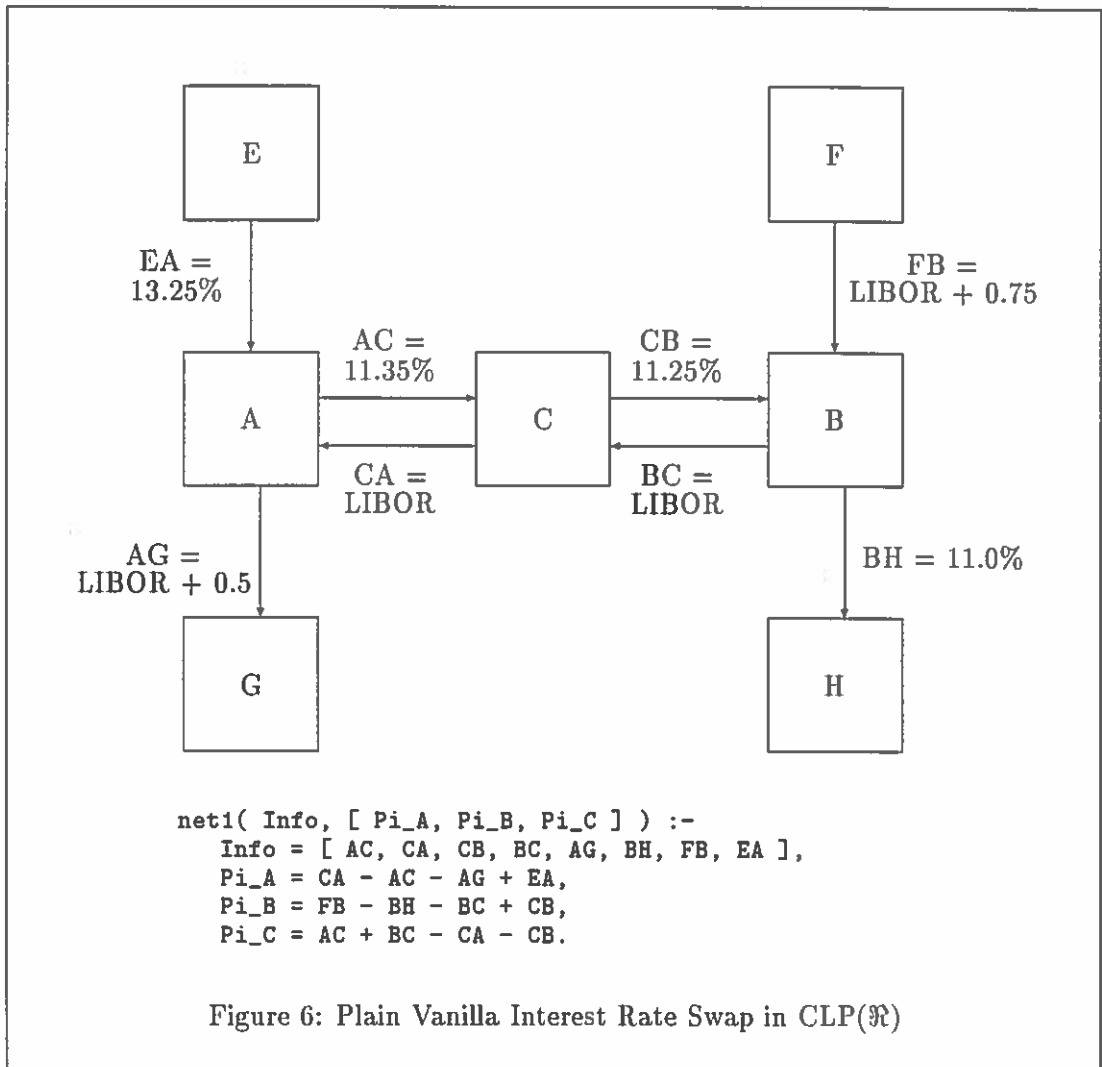 E
F
EA =
13.25%
FB =
LIBOR + 0.75
AC =
11.35%
CB =
11.25%
A
C
B
CA =
LIBOR
BC =
LIBOR
AG =
LIBOR + 0.5
BH = 11.0%
G
H
net1( Info, [ Pi_A, Pi_B, Pi_C ] ) :-
Info = [ AC, CA, CB, BC, AG, BH, FB, EA ],
Pi_A = CA - AC - AG + EA,
Pi_B = FB - BH - BC + CB,
Pi_C = AC + BC - CA - CB.
Figure 6: Plain Vanilla Interest Rate Swap in CLP(ℜ)